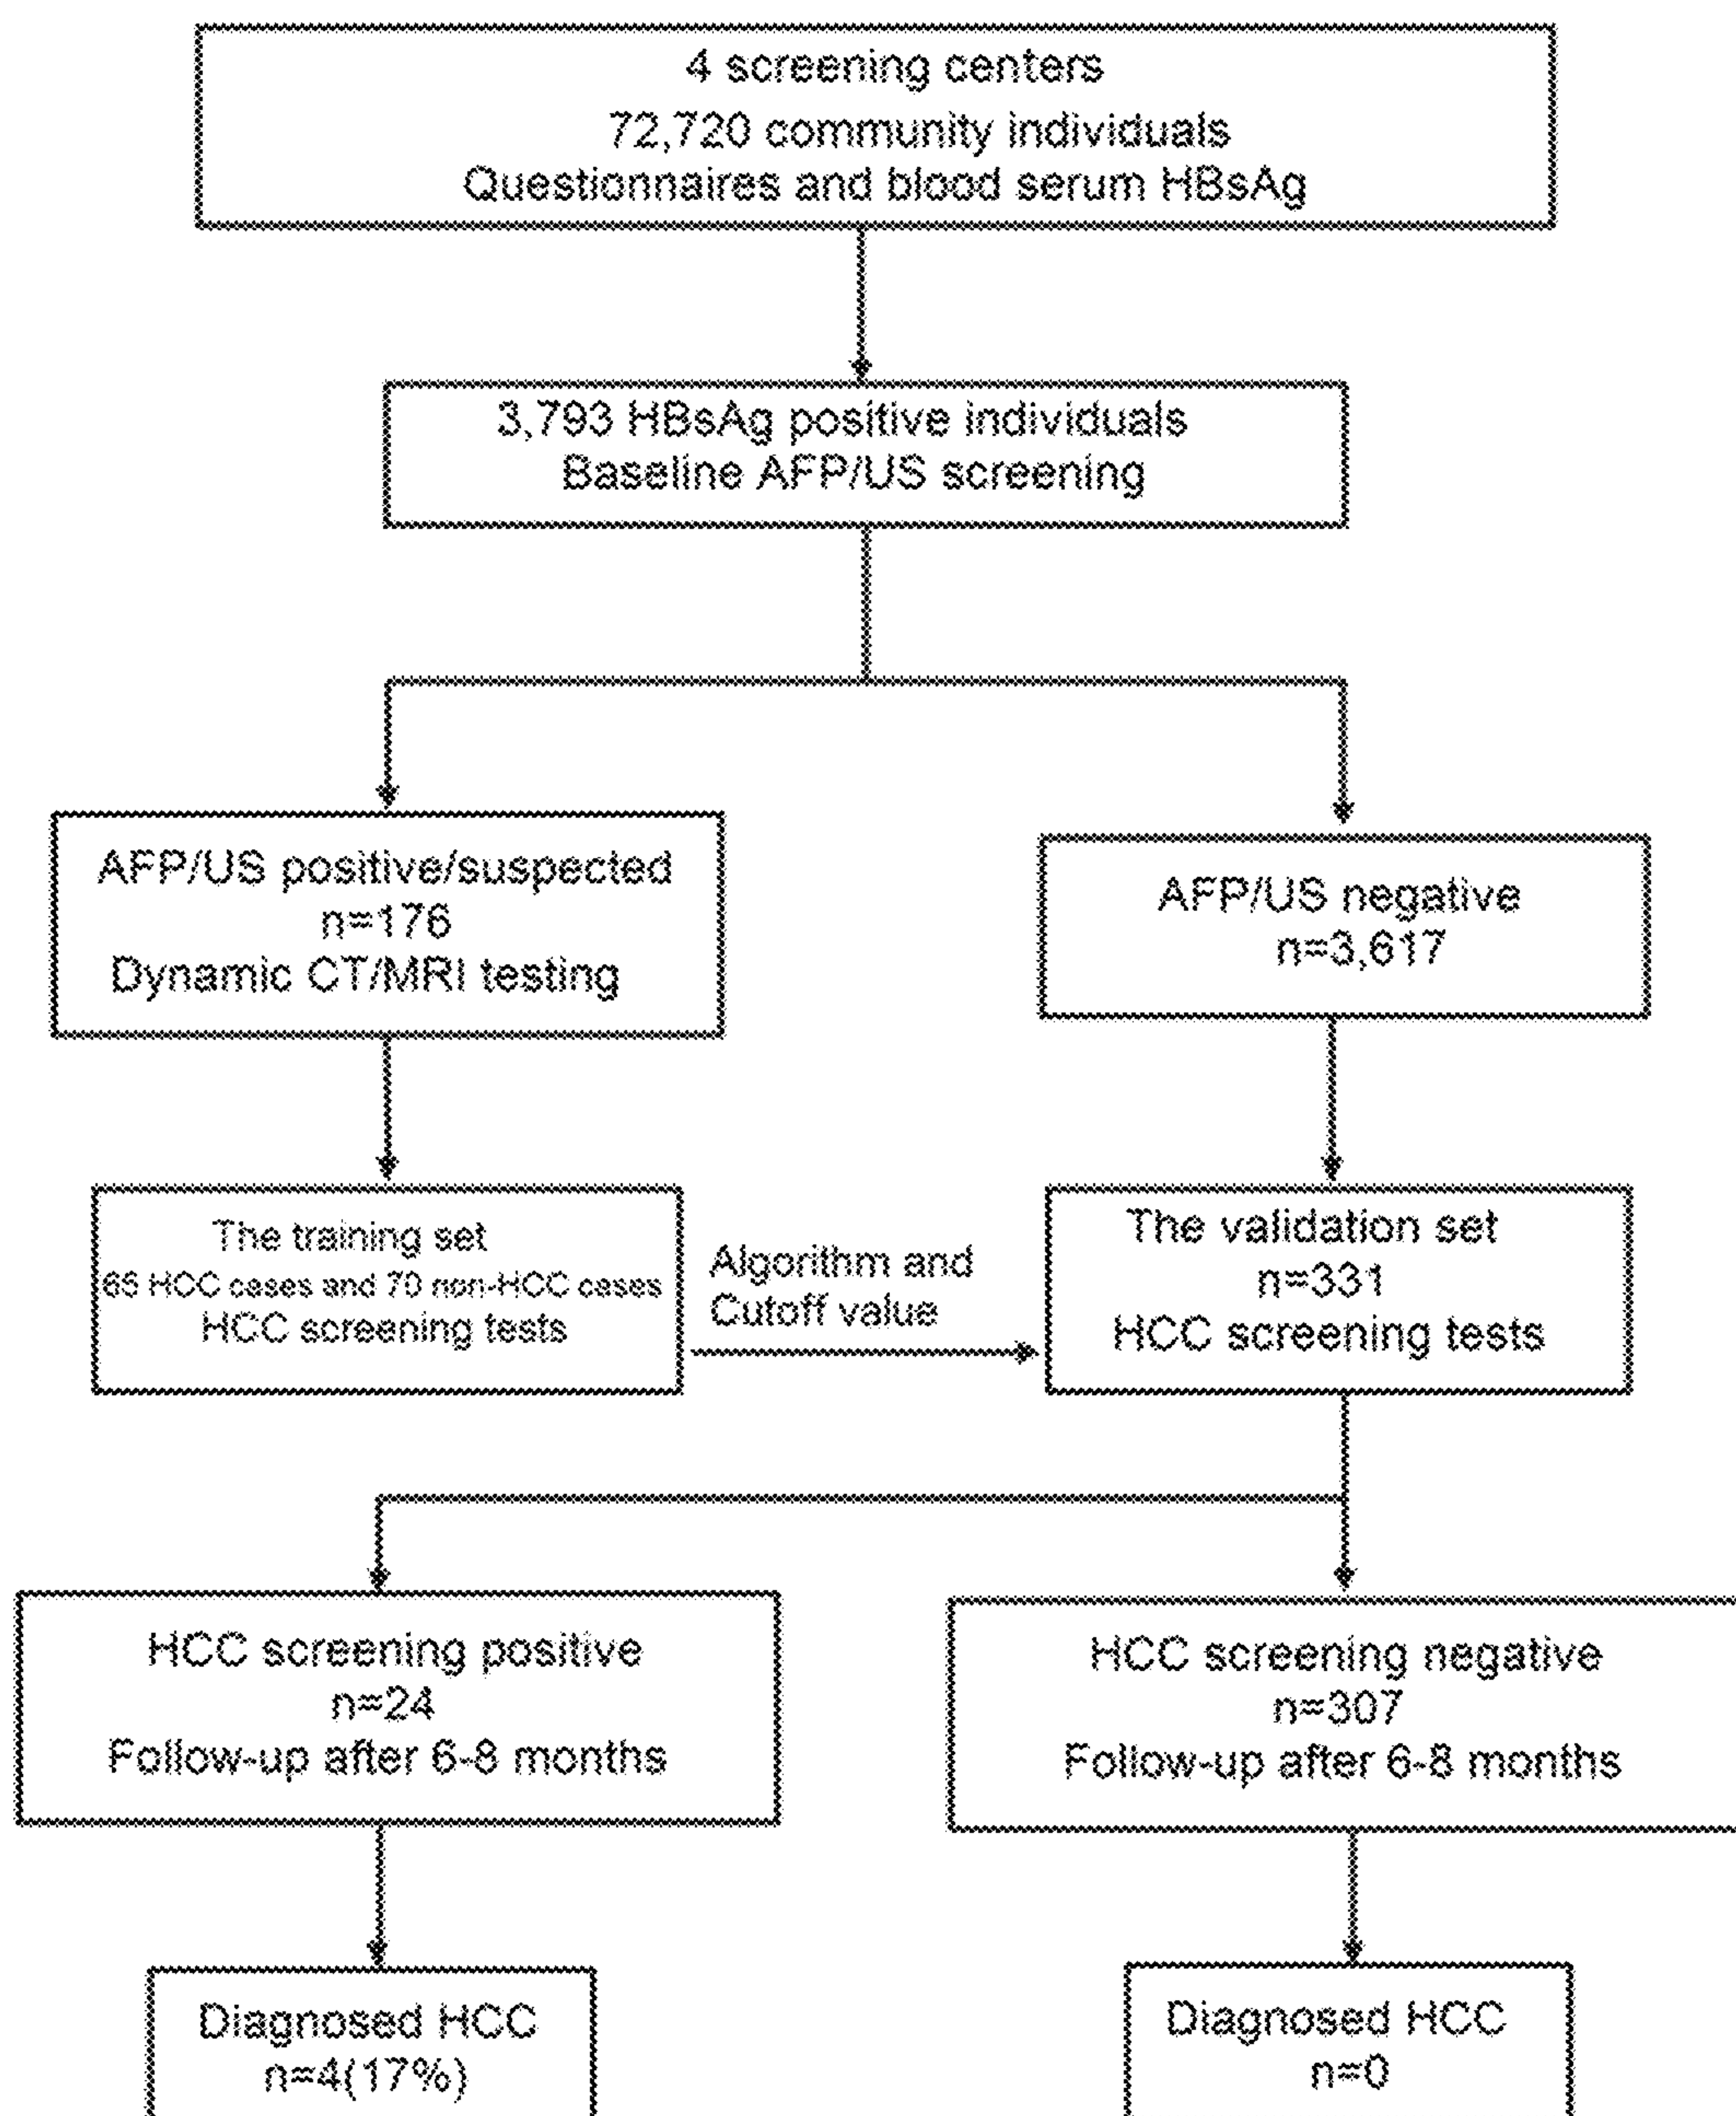 4 screening centers
72,720 community individuals
Questionnaires and blood serum HBsAg
3,793 HBsAg positive individuals
Baseline AFP/US screening
AFP/US positive/suspected
n=176
Dynamic CT/MRI testing
AFP/US negative
n=3,617
The training set
65 HCC cases and 70 non-HCC cases
HCC screening tests
Algorithm and
Cutoff value
The validation set
n=331
HCC screening tests
HCC screening positive
n=24
Follow-up after 6-8 months
HCC screening negative
n=307
Follow-up after 6-8 months
Diagnosed HCC
n=4(17%)
Diagnosed HCC
n=0